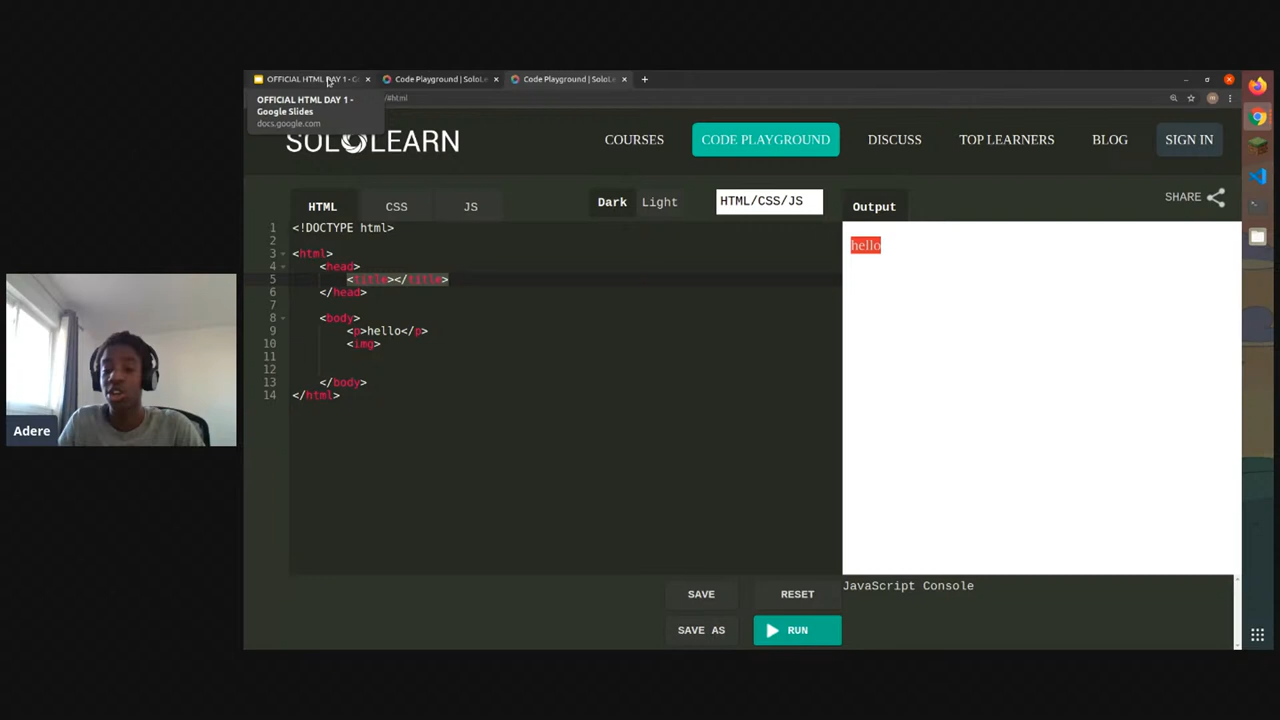 OFFICIAL HTML DAY 1 - G
Code Playground | SoloLe
Code Playground | SoloL
/#html
OFFICIAL HTML DAY 1 -
Google Slides
docs.google.com
SOLOLEARN
COURSES
CODE PLAYGROUND
DISCUSS
TOP LEARNERS
BLOG
SIGN IN
HTML
CSS
JS
Dark
Light
HTML/CSS/JS
Output
SHARE
1 <!DOCTYPE html>
2
3 <html>
4 <head>
5 <title></title>
6 </head>
7
8 <body>
9 <p>hello</p>
10 <img>
11
12
13 </body>
14 </html>
hello
Adere
SAVE
RESET
SAVE AS
RUN
JavaScript Console